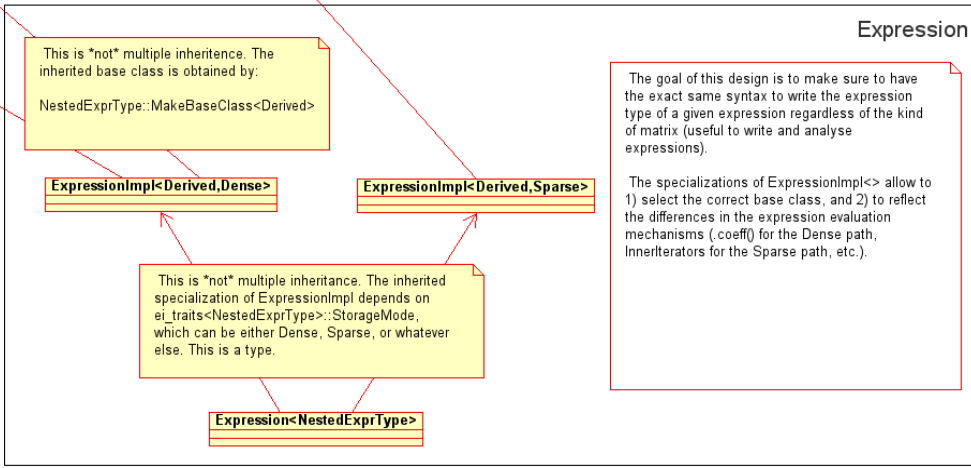 Expression
This is *not* multiple inheritence. The
inherited base class is obtained by:
NestedExprType::MakeBaseClass<Derived>
The goal of this design is to make sure to have
the exact same syntax to write the expression
type of a given expression regardless of the kind
of matrix (useful to write and analyse
expressions).
The specializations of ExpressionImpl<> allow to
1) select the correct base class, and 2) to reflect
the differences in the expression evaluation
mechanisms (.coeff() for the Dense path,
InnerIterators for the Sparse path, etc.).
ExpressionImpl<Derived,Dense>
ExpressionImpl<Derived,Sparse>
This is *not* multiple inheritance. The inherited
specialization of ExpressionImpl depends on
ei_traits<NestedExprType>::StorageMode,
which can be either Dense, Sparse, or whatever
else. This is a type.
Expression<NestedExprType>